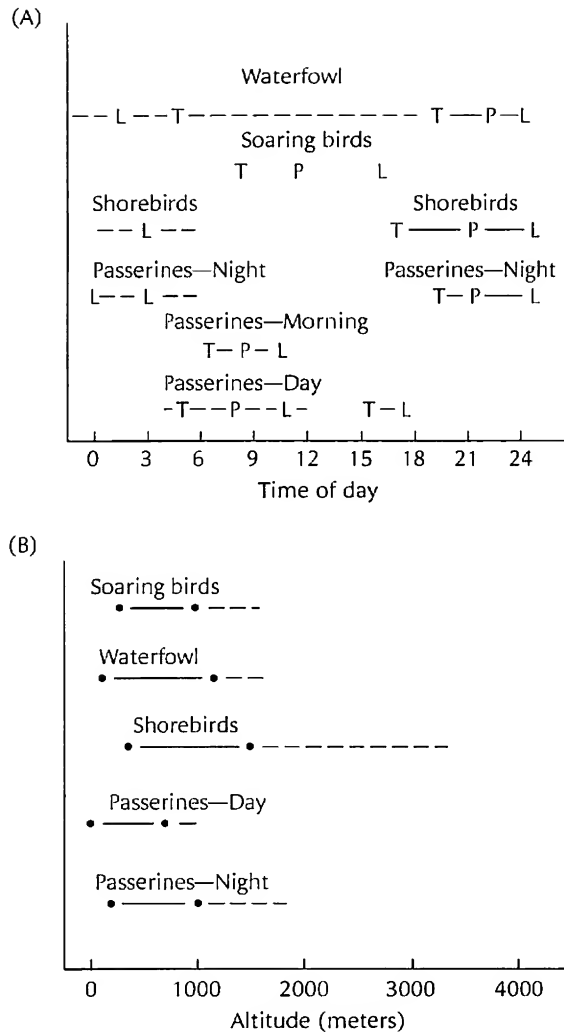 (A)
Waterfowl
L T T P L
Soaring birds
T P L
Shorebirds Shorebirds
L T P L
Passerines—Night Passerines—Night
L L T P L
Passerines—Morning
T P L
Passerines—Day
T P L T L
0 3 6 9 12 15 18 21 24
Time of day
(B)
Soaring birds
Waterfowl
Shorebirds
Passerines—Day
Passerines—Night
0 1000 2000 3000 4000
Altitude (meters)